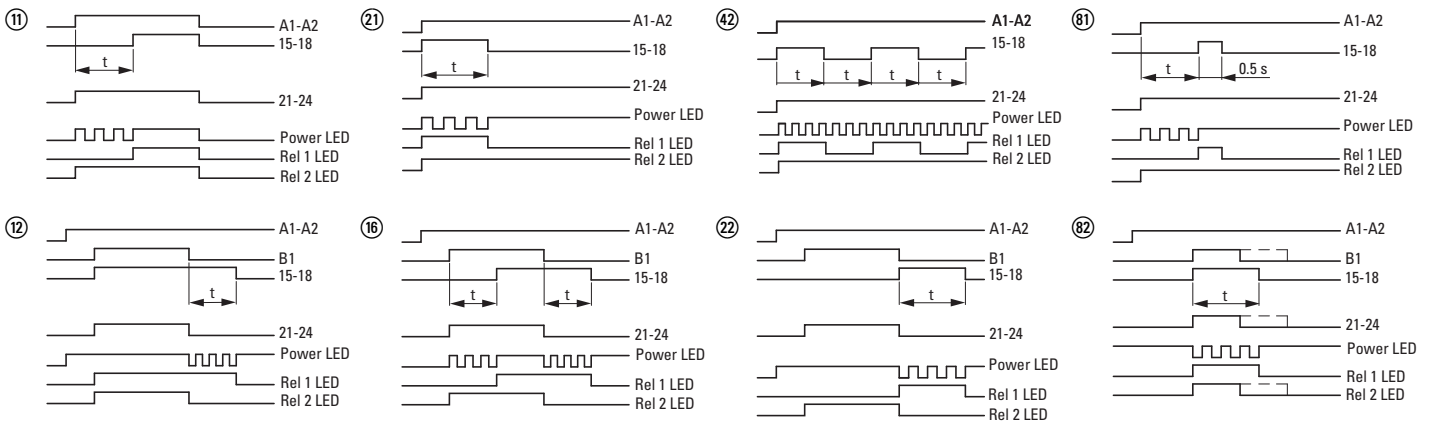 11
A1-A2
15-18
t
21-24
Power LED
Rel 1 LED
Rel 2 LED
21
A1-A2
15-18
t
21-24
Power LED
Rel 1 LED
Rel 2 LED
42
A1-A2
15-18
t t t t
21-24
Power LED
Rel 1 LED
Rel 2 LED
81
A1-A2
15-18
t 0.5 s
21-24
Power LED
Rel 1 LED
Rel 2 LED
12
A1-A2
B1
15-18
t
21-24
Power LED
Rel 1 LED
Rel 2 LED
16
A1-A2
B1
15-18
t t
21-24
Power LED
Rel 1 LED
Rel 2 LED
22
A1-A2
B1
15-18
t
21-24
Power LED
Rel 1 LED
Rel 2 LED
82
A1-A2
B1
15-18
t
21-24
Power LED
Rel 1 LED
Rel 2 LED